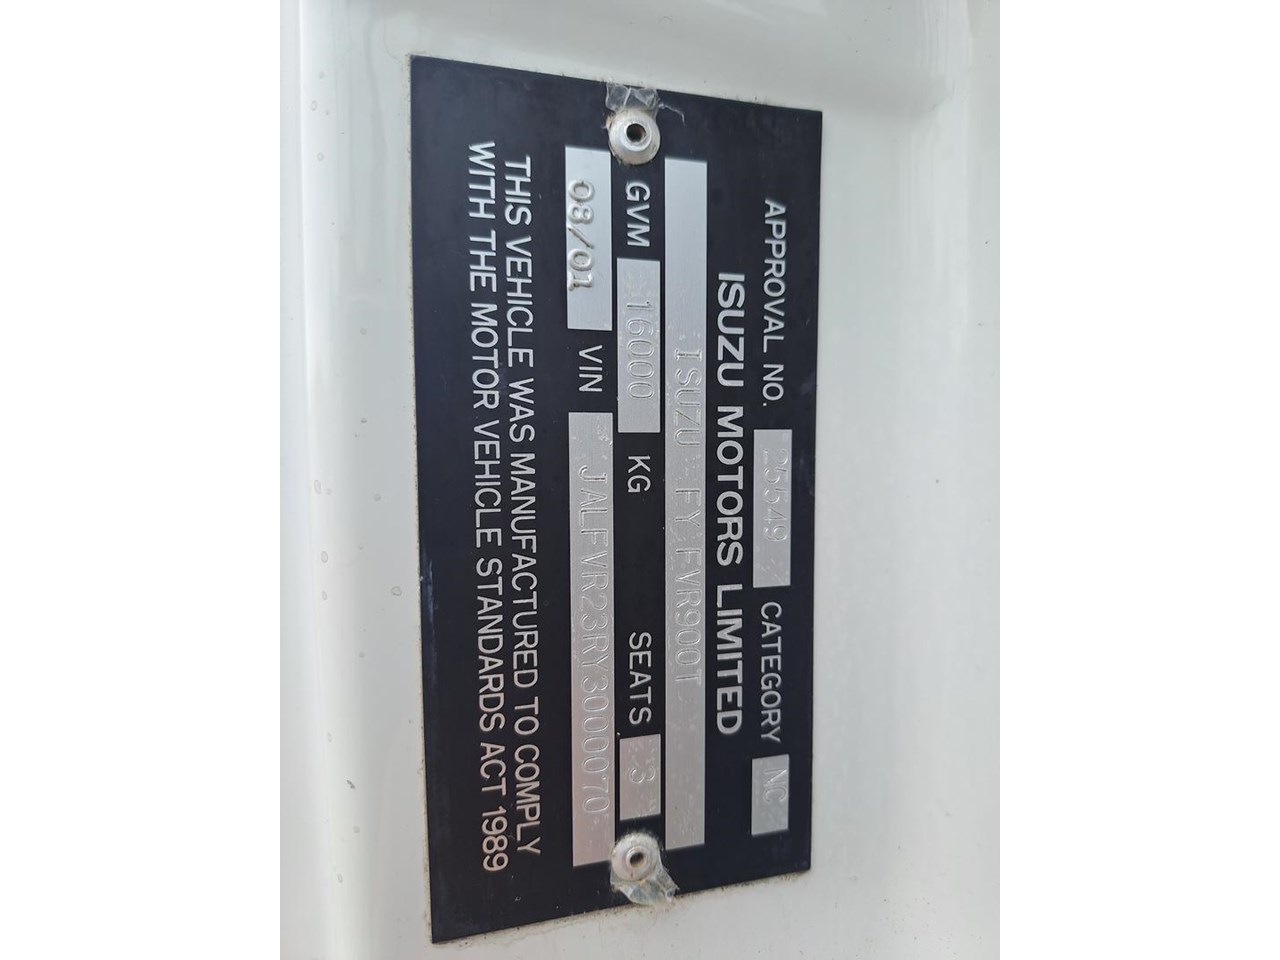 APPROVAL NO. 25549 CATEGORY NC
ISUZU MOTORS LIMITED
ISUZU FY FVR900T
GVM 16000 KG SEATS 3
08/01 VIN JALFVR23RY3000070
THIS VEHICLE WAS MANUFACTURED TO COMPLY
WITH THE MOTOR VEHICLE STANDARDS ACT 1989